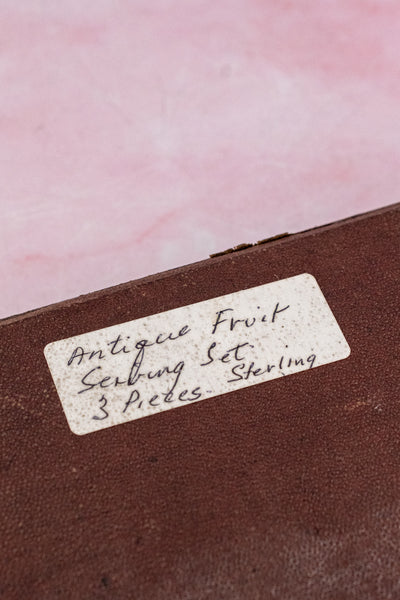 Antique Fruit
Serving Set
3 Pieces Sterling